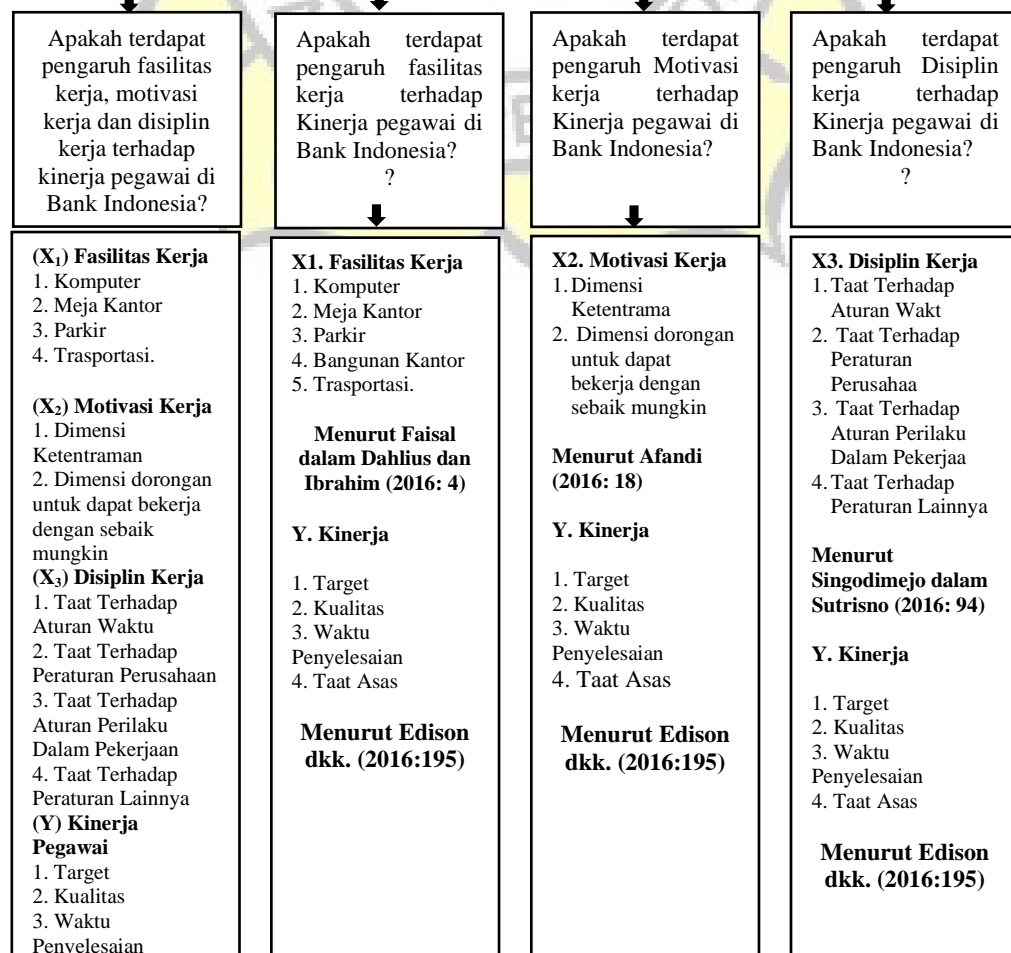 Apakah terdapat
pengaruh fasilitas
kerja, motivasi
kerja dan disiplin
kerja terhadap
kinerja pegawai di
Bank Indonesia?
Apakah terdapat
pengaruh fasilitas
kerja terhadap
Kinerja pegawai di
Bank Indonesia?
?
Apakah terdapat
pengaruh Motivasi
kerja terhadap
Kinerja pegawai di
Bank Indonesia?
Apakah terdapat
pengaruh Disiplin
kerja terhadap
Kinerja pegawai di
Bank Indonesia?
?
(X₁) Fasilitas Kerja
1. Komputer
2. Meja Kantor
3. Parkir
4. Trasportasi.
(X₂) Motivasi Kerja
1. Dimensi
Ketentraman
2. Dimensi dorongan
untuk dapat bekerja
dengan sebaik
mungkin
(X₃) Disiplin Kerja
1. Taat Terhadap
Aturan Waktu
2. Taat Terhadap
Peraturan Perusahaan
3. Taat Terhadap
Aturan Perilaku
Dalam Pekerjaan
4. Taat Terhadap
Peraturan Lainnya
(Y) Kinerja
Pegawai
1. Target
2. Kualitas
3. Waktu
Penyelesaian
X1. Fasilitas Kerja
1. Komputer
2. Meja Kantor
3. Parkir
4. Bangunan Kantor
5. Trasportasi.
Menurut Faisal
dalam Dahlius dan
Ibrahim (2016: 4)
Y. Kinerja
1. Target
2. Kualitas
3. Waktu
Penyelesaian
4. Taat Asas
Menurut Edison
dkk. (2016:195)
X2. Motivasi Kerja
1. Dimensi
Ketentrama
2. Dimensi dorongan
untuk dapat
bekerja dengan
sebaik mungkin
Menurut Afandi
(2016: 18)
Y. Kinerja
1. Target
2. Kualitas
3. Waktu
Penyelesaian
4. Taat Asas
Menurut Edison
dkk. (2016:195)
X3. Disiplin Kerja
1. Taat Terhadap
Aturan Wakt
2. Taat Terhadap
Peraturan
Perusahaa
3. Taat Terhadap
Aturan Perilaku
Dalam Pekerjaa
4. Taat Terhadap
Peraturan Lainnya
Menurut
Singodimejo dalam
Sutrisno (2016: 94)
Y. Kinerja
1. Target
2. Kualitas
3. Waktu
Penyelesaian
4. Taat Asas
Menurut Edison
dkk. (2016:195)